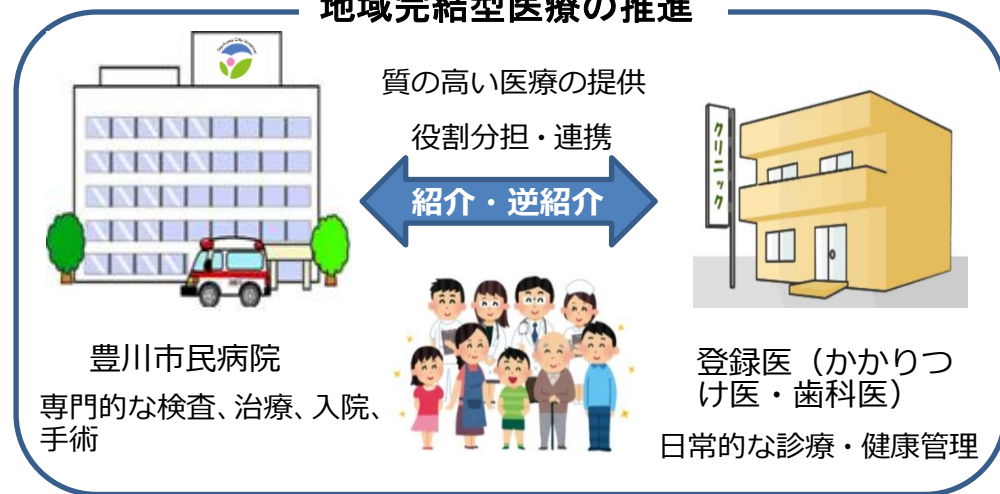 地域完結型医療の推進
質の高い医療の提供
役割分担・連携
紹介・逆紹介
クリニック
豊川市民病院
専門的な検査、治療、入院、
手術
登録医（かかりつ
け医・歯科医）
日常的な診療・健康管理